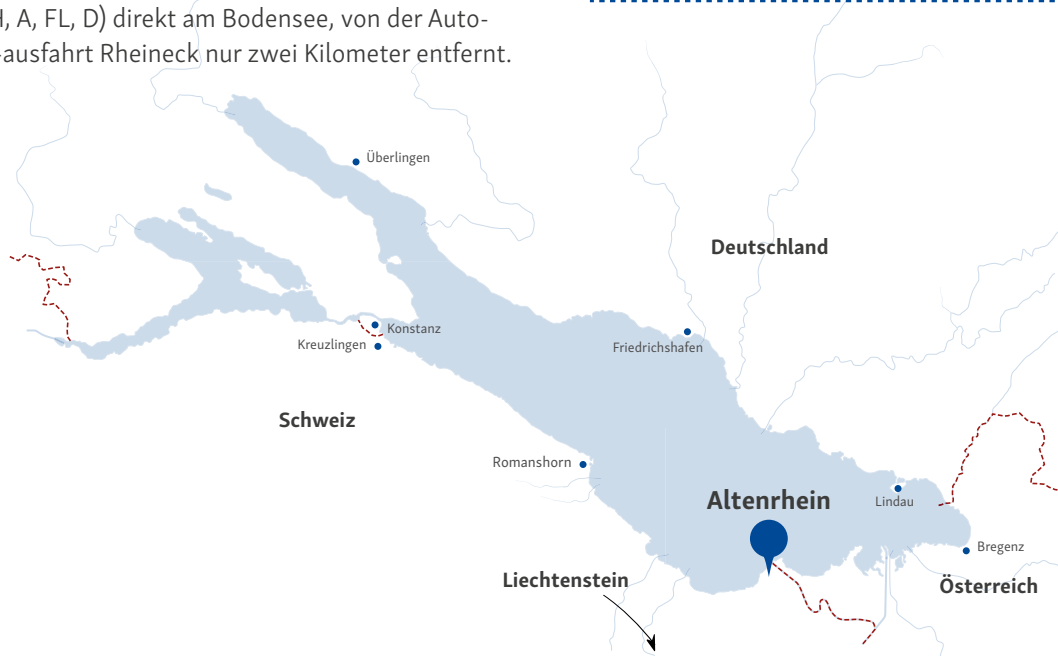 H, A, FL, D) direkt am Bodensee, von der Auto-
-ausfahrt Rheineck nur zwei Kilometer entfernt.
Überlingen
Deutschland
Konstanz
Kreuzlingen
Friedrichshafen
Schweiz
Romanshorn
Altenrhein
Lindau
Bregenz
Liechtenstein
Österreich